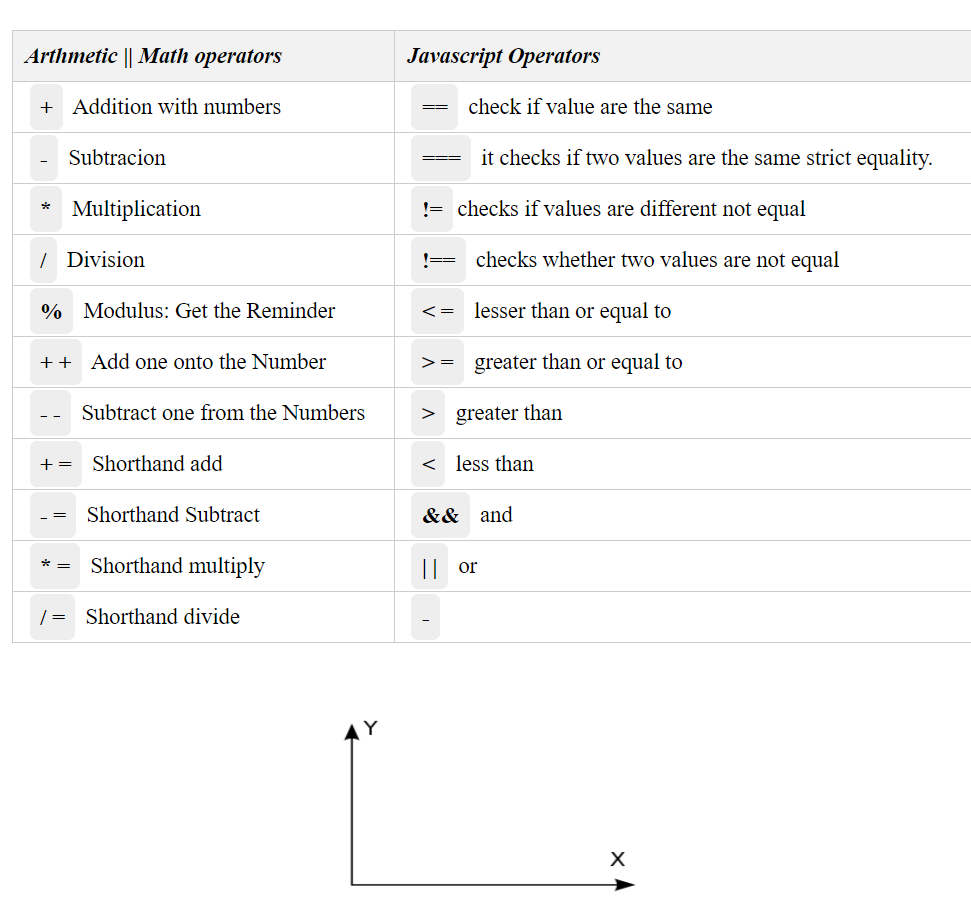 Arthmetic || Math operators Javascript Operators
+ Addition with numbers == check if value are the same
- Subtracion === it checks if two values are the same strict equality.
* Multiplication != checks if values are different not equal
/ Division !== checks whether two values are not equal
% Modulus: Get the Reminder < = lesser than or equal to
+ + Add one onto the Number > = greater than or equal to
- - Subtract one from the Numbers > greater than
+ = Shorthand add < less than
- = Shorthand Subtract && and
* = Shorthand multiply || or
/ = Shorthand divide -
Y
X